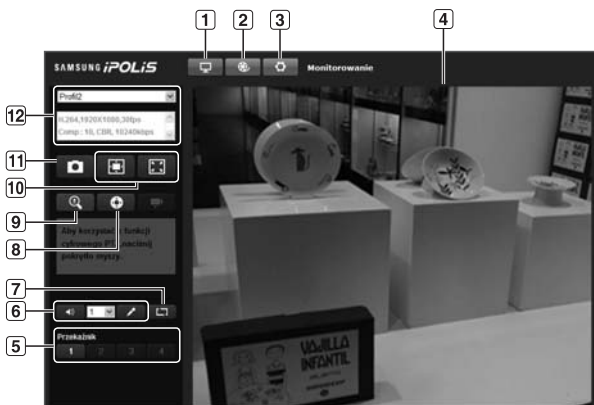 1
2
3
4
SAMSUNG iPOLiS
Monitorowanie
12
Profil2
H.264,1920X1080,30fps
Comp.: 10, CBR, 10240kbps
11
10
9
8
Aby korzystać z funkcji
cyfrowego PTZ, naciśnij
pokrętło myszy.
7
6
1
5
Przekaźnik
1 2 3 4
VAJILLA
INFANTIL